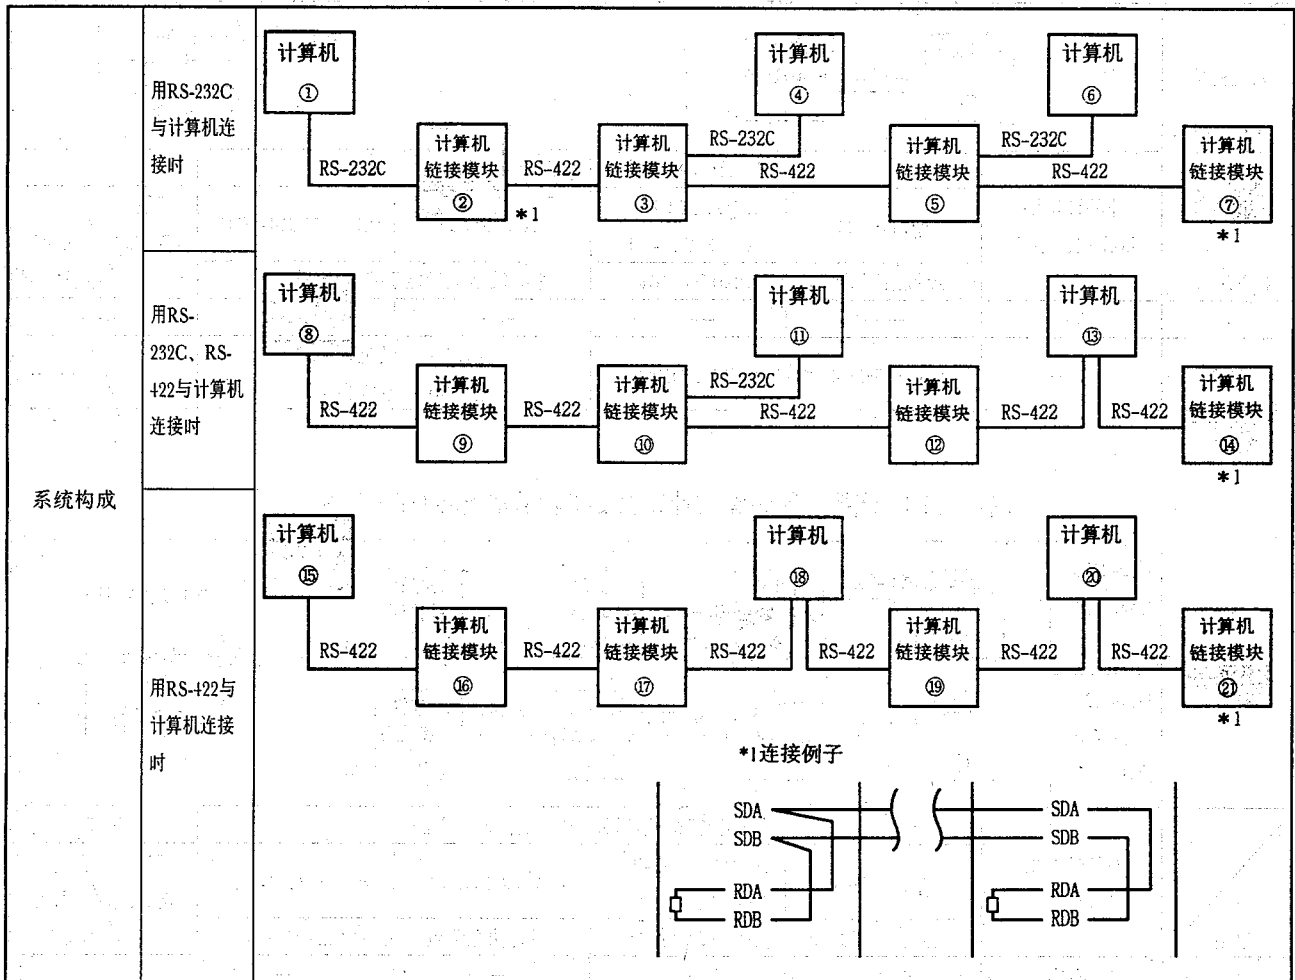 系统构成
用RS-232C
与计算机连
接时
计算机
①
计算机
④
计算机
⑥
RS-232C
计算机
链接模块
②
*1
RS-422
计算机
链接模块
③
RS-232C
RS-422
计算机
链接模块
⑤
RS-232C
RS-422
计算机
链接模块
⑦
*1
用RS-
232C、RS-
422与计算机
连接时
计算机
⑧
计算机
⑪
计算机
⑬
RS-422
计算机
链接模块
⑨
RS-422
计算机
链接模块
⑩
RS-232C
RS-422
计算机
链接模块
⑫
RS-422
RS-422
计算机
链接模块
⑭
*1
用RS-422与
计算机连接
时
计算机
⑮
计算机
⑱
计算机
⑳
RS-422
计算机
链接模块
⑯
RS-422
计算机
链接模块
⑰
RS-422
RS-422
计算机
链接模块
⑲
RS-422
RS-422
计算机
链接模块
㉑
*1
*1连接例子
SDA
SDA
SDB
SDB
RDA
RDA
RDB
RDB